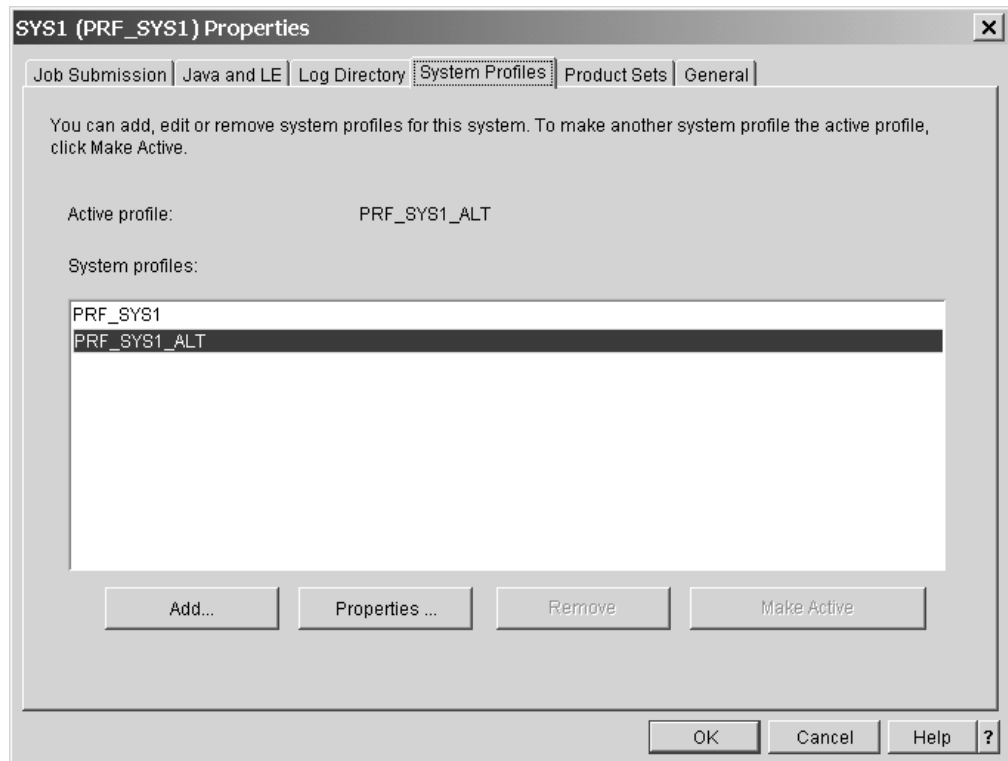 SYS1 (PRF_SYS1) Properties
Job Submission Java and LE Log Directory System Profiles Product Sets General
You can add, edit or remove system profiles for this system. To make another system profile the active profile,
click Make Active.
Active profile: PRF_SYS1_ALT
System profiles:
PRF_SYS1
PRF_SYS1_ALT
Add... Properties ... Remove Make Active
OK Cancel Help ?